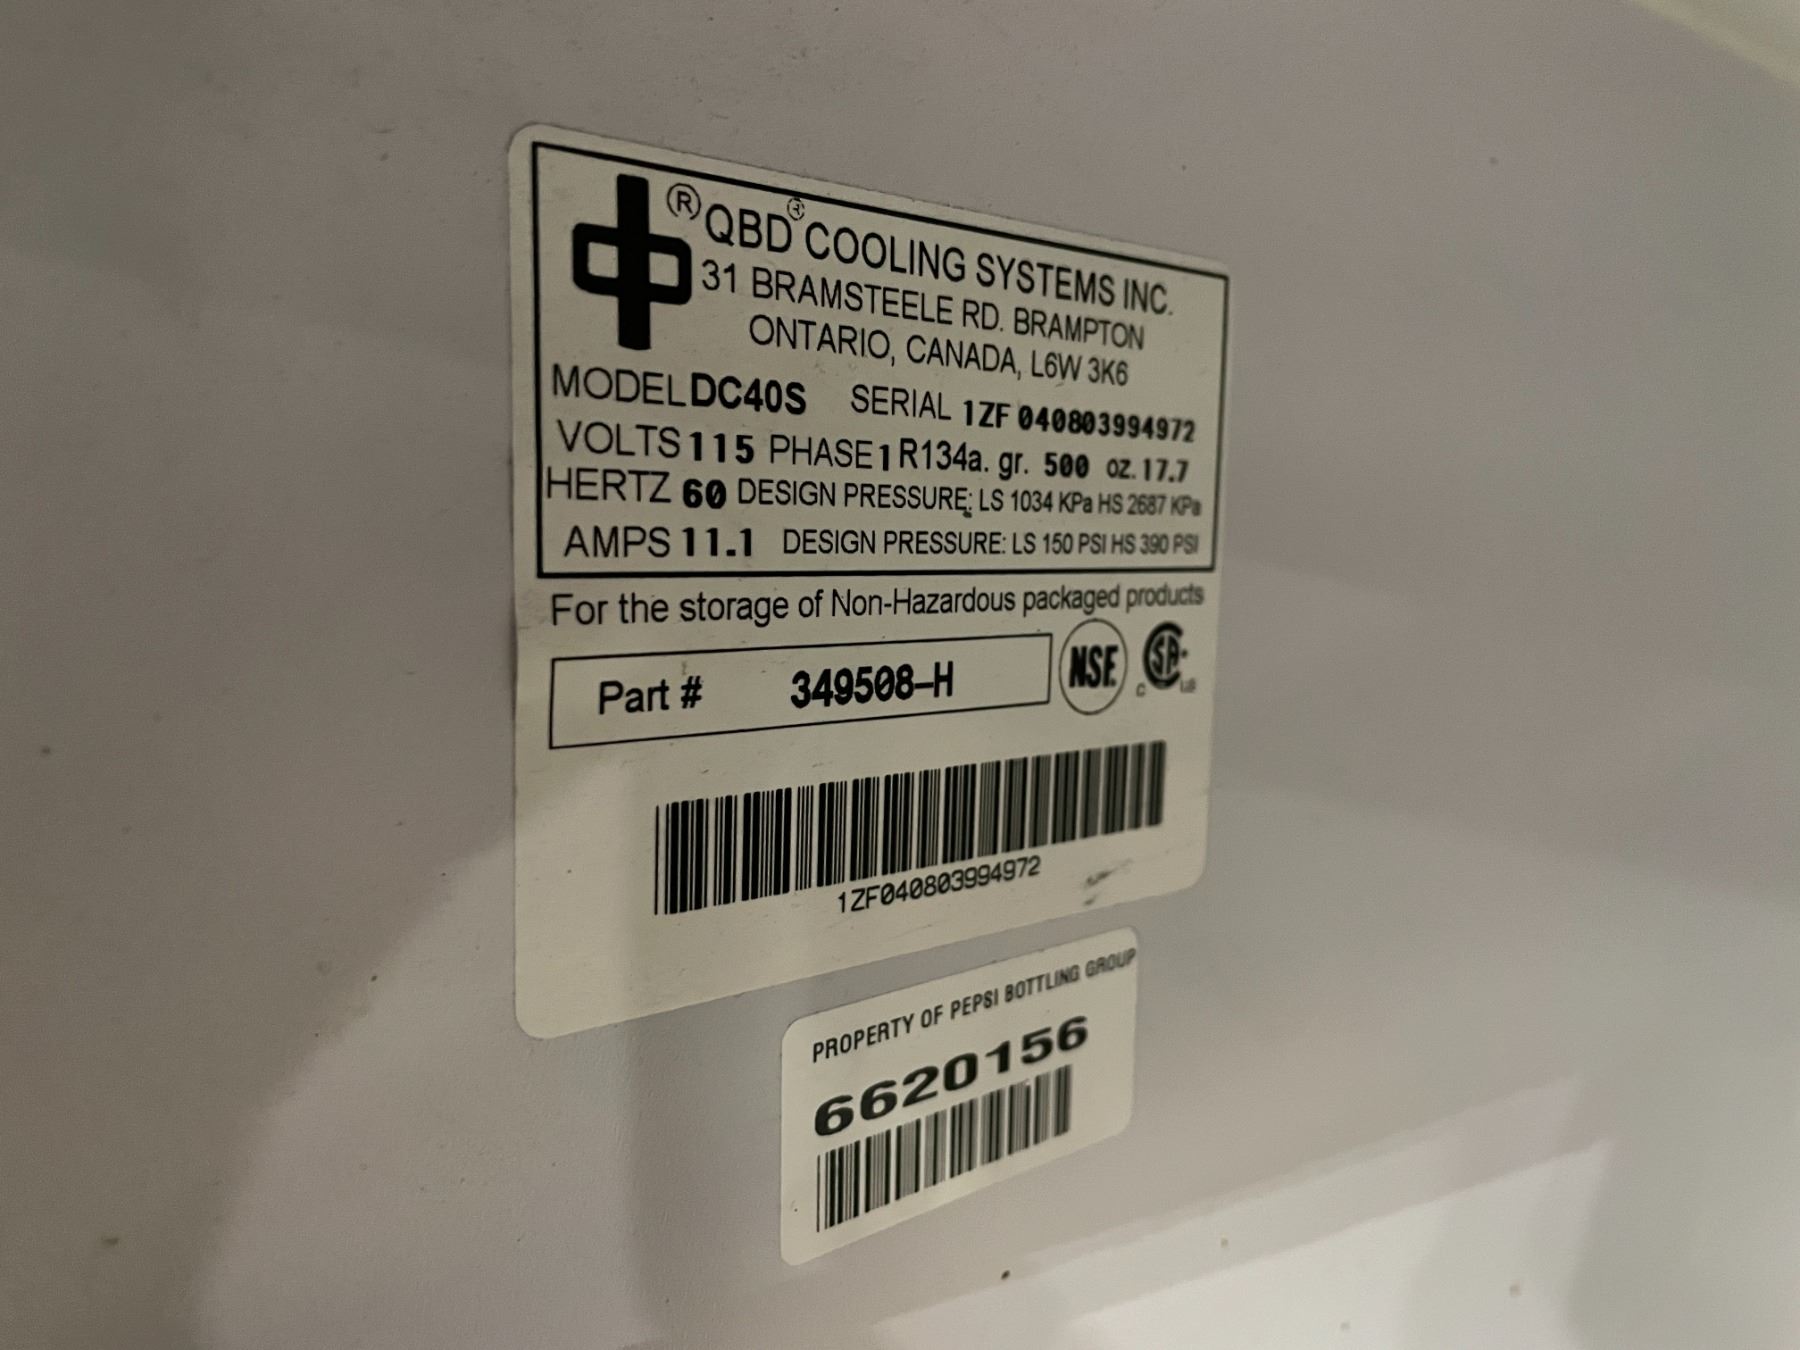 ® QBD® COOLING SYSTEMS INC.
31 BRAMSTEELE RD. BRAMPTON
ONTARIO, CANADA, L6W 3K6
MODEL DC40S SERIAL 1ZF 040803994972
VOLTS 115 PHASE 1 R134a. gr. 500 oz. 17.7
HERTZ 60 DESIGN PRESSURE: LS 1034 KPa HS 2687 KPa
AMPS 11.1 DESIGN PRESSURE: LS 150 PSI HS 390 PSI
For the storage of Non-Hazardous packaged products
Part # 349508-H
NSF.
C SA US
1ZF040803994972
PROPERTY OF PEPSI BOTTLING GROUP
6620156